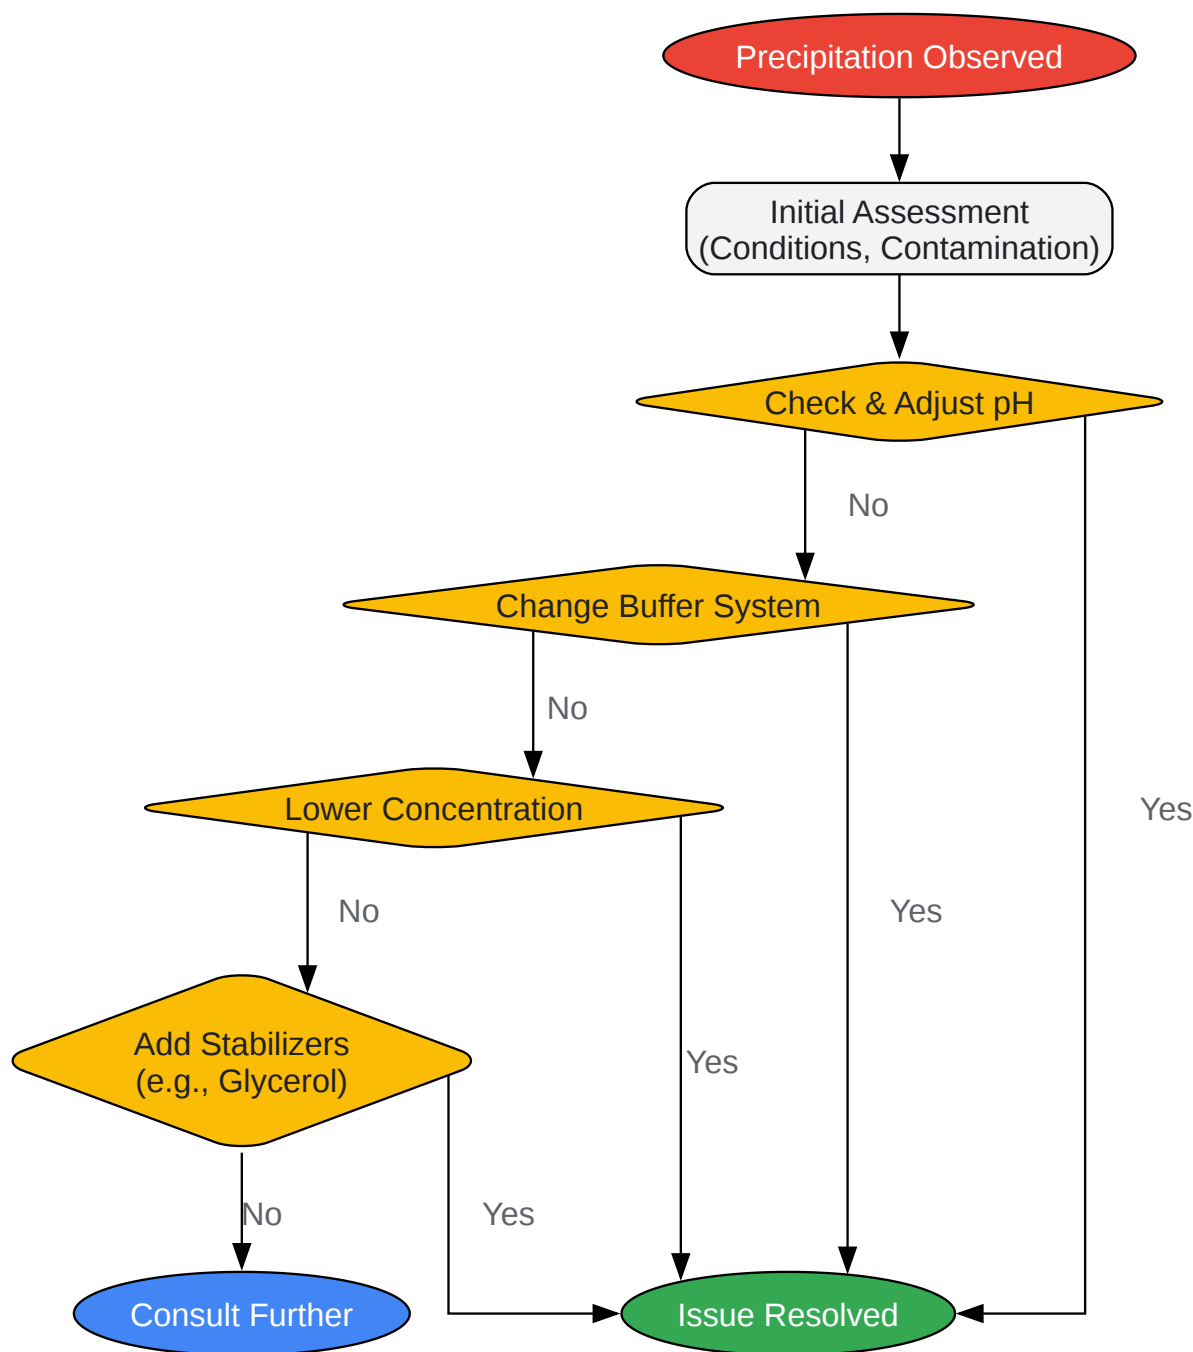 Precipitation Observed
Initial Assessment
(Conditions, Contamination)
Check & Adjust pH
No
Change Buffer System
No
Lower Concentration
Yes
No
Yes
Add Stabilizers
(e.g., Glycerol)
Yes
No
Yes
Consult Further
Issue Resolved